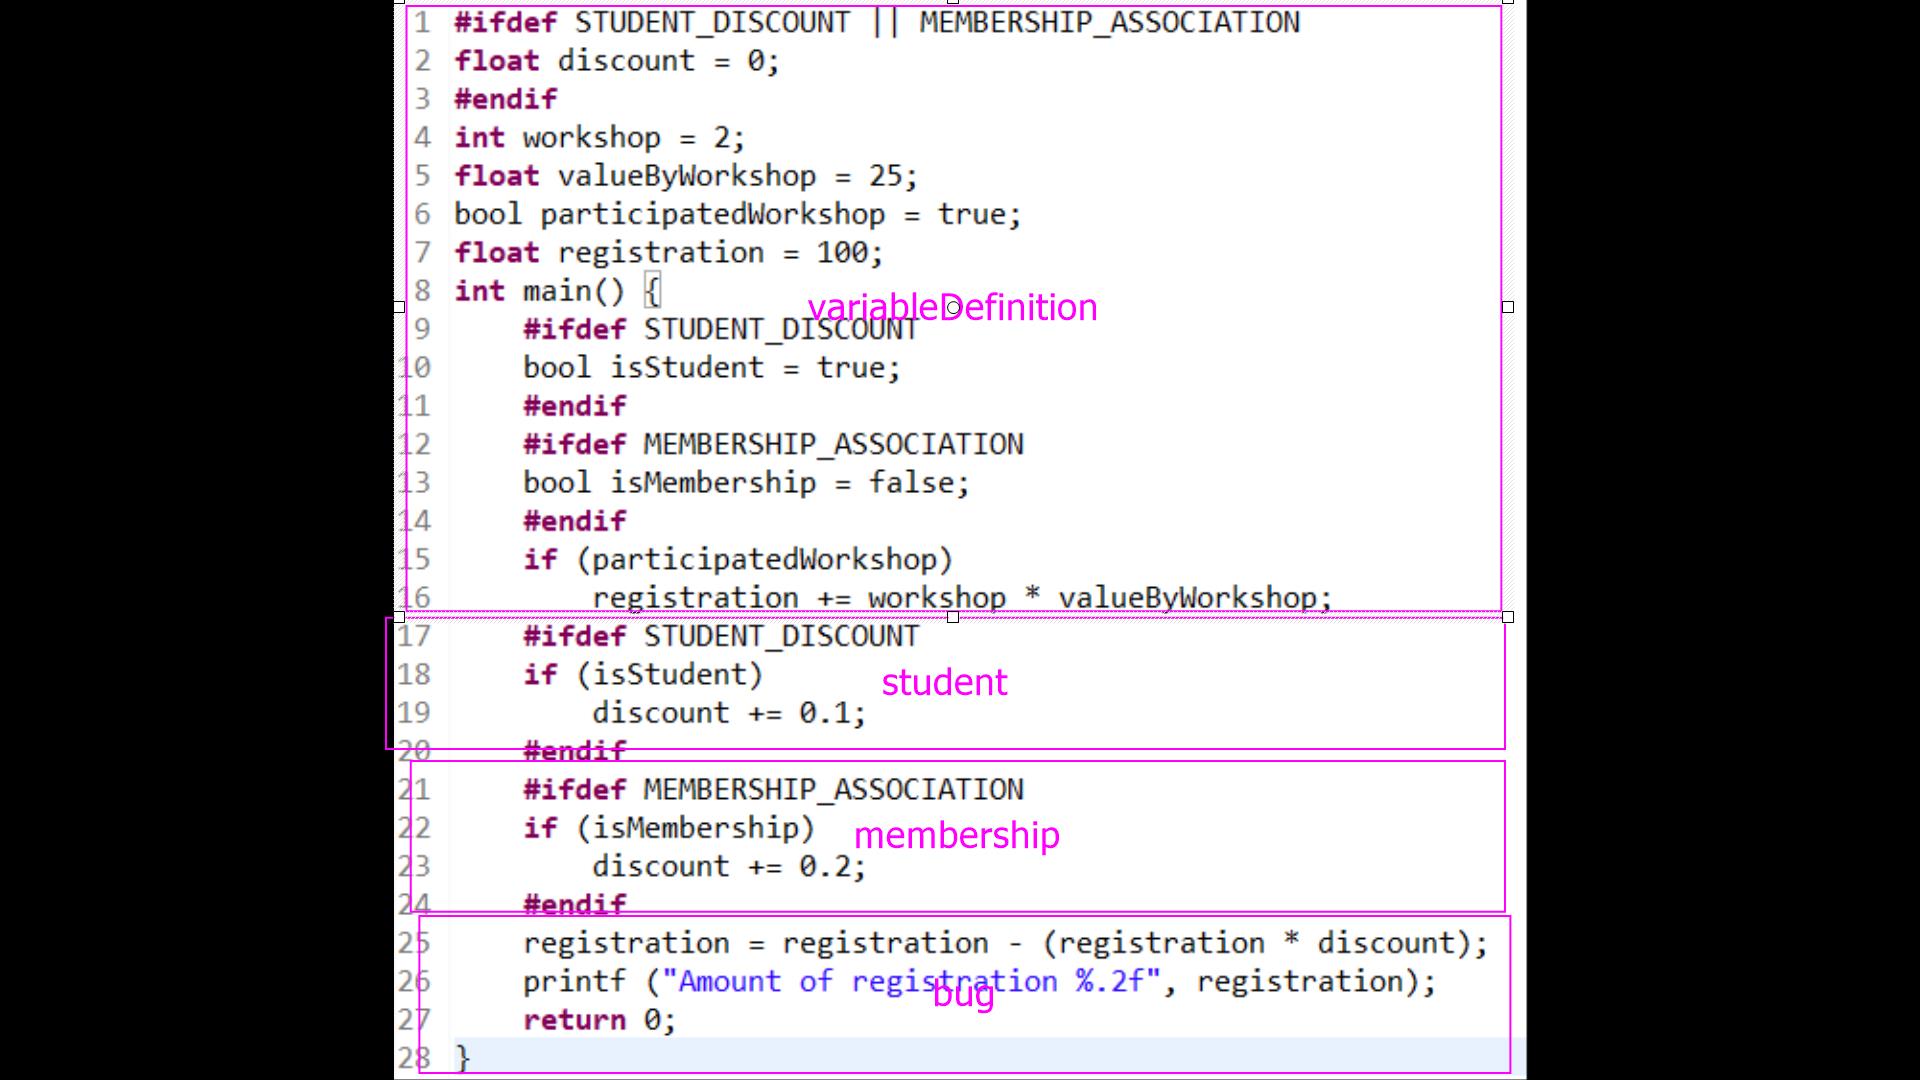 1 #ifdef STUDENT_DISCOUNT || MEMBERSHIP_ASSOCIATION
2 float discount = 0;
3 #endif
4 int workshop = 2;
5 float valueByWorkshop = 25;
6 bool participatedWorkshop = true;
7 float registration = 100;
8 int main() {
variableDefinition
9     #ifdef STUDENT_DISCOUNT
10     bool isStudent = true;
11     #endif
12     #ifdef MEMBERSHIP_ASSOCIATION
13     bool isMembership = false;
14     #endif
15     if (participatedWorkshop)
16         registration += workshop * valueByWorkshop;
17     #ifdef STUDENT_DISCOUNT
18     if (isStudent)
student
19         discount += 0.1;
20     #endif
21     #ifdef MEMBERSHIP_ASSOCIATION
22     if (isMembership)
membership
23         discount += 0.2;
24     #endif
25     registration = registration - (registration * discount);
26     printf ("Amount of registration %.2f", registration);
bug
27     return 0;
28 }